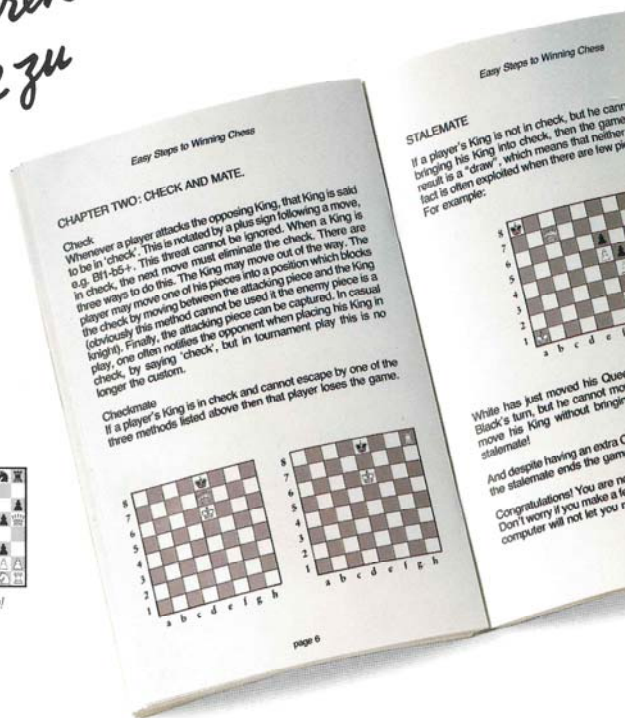 zu
Easy Steps to Winning Chess
CHAPTER TWO: CHECK AND MATE.
Check
Whenever a player attacks the opposing King, that King is said
to be in 'check'. This is notated by a plus sign following a move,
e.g. Bf1-b5+. This threat cannot be ignored. When a King is
in check, the next move must eliminate the check. There are
three ways to do this. The King may move out of the way. The
player may move one of his pieces into a position which blocks
the check by moving between the attacking piece and the King
(obviously this method cannot be used it the enemy piece is a
knight). Finally, the attacking piece can be captured. In casual
play, one often notifies the opponent when placing his King in
check, by saying 'check', but in tournament play this is no
longer the custom.
Checkmate
If a player's King is in check and cannot escape by one of the
three methods listed above then that player loses the game.
8
7
6
5
4
3
2
1
a b c d e f g h
8
7
6
5
4
3
2
1
a b c d e f g h
page 6
Easy Steps to Winning Chess
STALEMATE
If a player's King is not in check, but he cann
bringing his King into check, then the game
result is a "draw", which means that neither
fact is often exploited when there are few pie
For example:
8
7
6
5
4
3
2
1
a b c d e f
White has just moved his Quee
Black's turn, but he cannot mov
move his King without bringin
stalemate!
And despite having an extra Q
the stalemate ends the gam
Congratulations! You are no
Don't worry if you make a fe
computer will not let you m